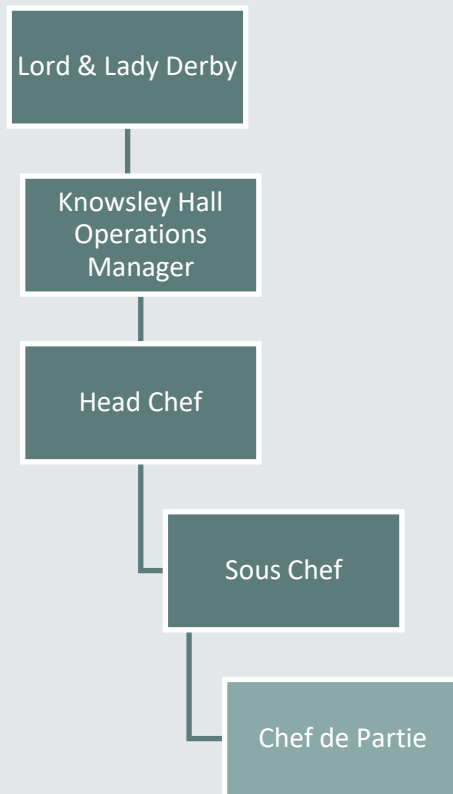 Lord & Lady Derby
Knowsley Hall
Operations
Manager
Head Chef
Sous Chef
Chef de Partie